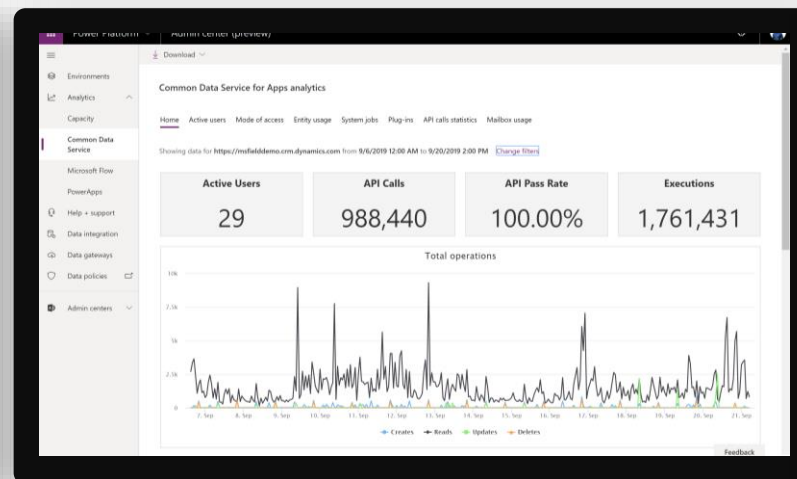 Power Platform
Admin center (preview)
Download
Environments
Analytics
Capacity
Common Data
Service
Microsoft Flow
PowerApps
Help + support
Data integration
Data gateways
Data policies
Admin centers
Common Data Service for Apps analytics
Home Active users Mode of access Entity usage System jobs Plug-ins API calls statistics Mailbox usage
Showing data for https://msfielddemo.crm.dynamics.com from 9/6/2019 12:00 AM to 9/20/2019 2:00 PM Change filters
Active Users API Calls API Pass Rate Executions
29 988,440 100.00% 1,761,431
Total operations
10k
7.5k
5k
2.5k
0
7. Sep 8. Sep 9. Sep 10. Sep 11. Sep 12. Sep 13. Sep 14. Sep 15. Sep 16. Sep 17. Sep 18. Sep 19. Sep 20. Sep 21. Sep
Creates Reads Updates Deletes
Feedback